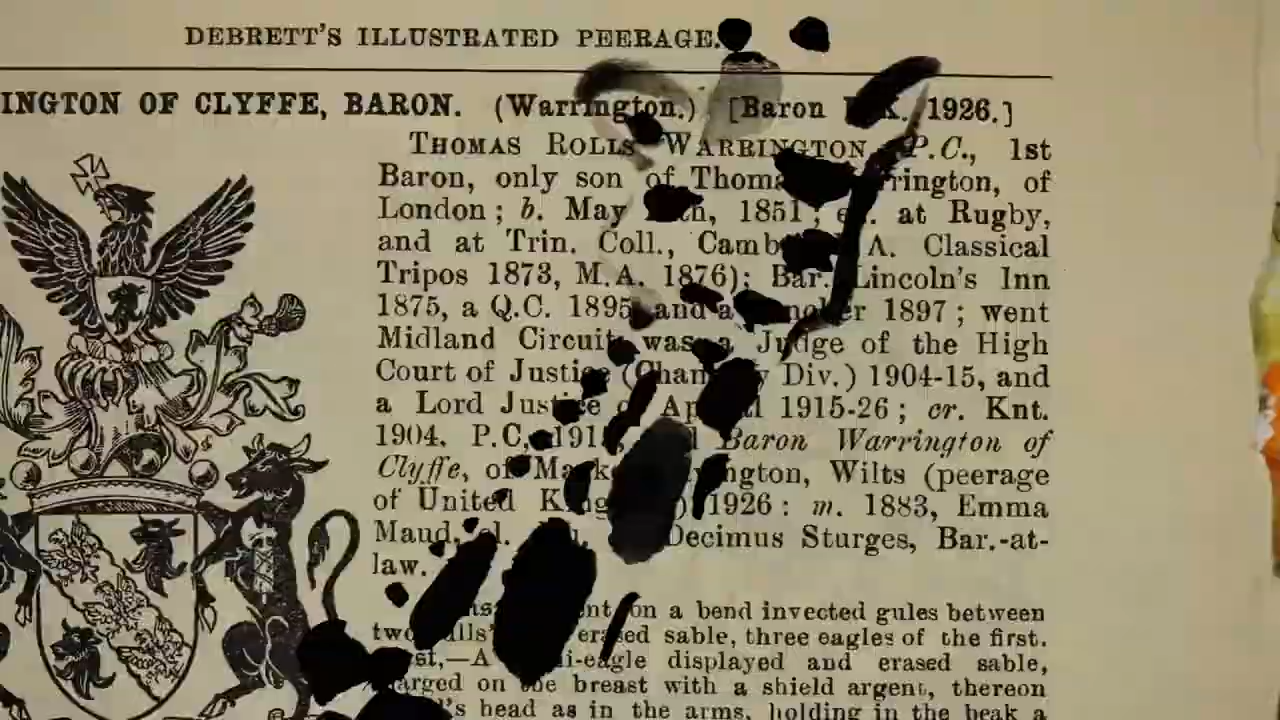 DEBRETT'S ILLUSTRATED PEERAGE.
INGTON OF CLYFFE, BARON. (Warrington.) [Baron K. 1926.]
THOMAS ROLLS WARRINGTON P.C., 1st
Baron, only son of of London; b. May 1851; at Rugby,
and at Trin. Coll., A. Classical
Tripos 1873, M.A. 1876); Bar. Lincoln's Inn
1875, a Q.C. 1895, and a 1897; went
Midland Circuit was a Judge of the High
Court of Justice Div.) 1904-15, and
a Lord Justice 1915-26; cr. Knt.
1904, P.C. Baron Warrington of
Clyffe, Wilts (peerage
of United 1926: m. 1883, Emma
Maud, Decimus Sturges, Bar.-at-
law.
on a bend invected gules between
two sable, three eagles of the first.
A displayed and erased sable,
on the breast with a shield argent, thereon
head as in the arms, holding in the beak a